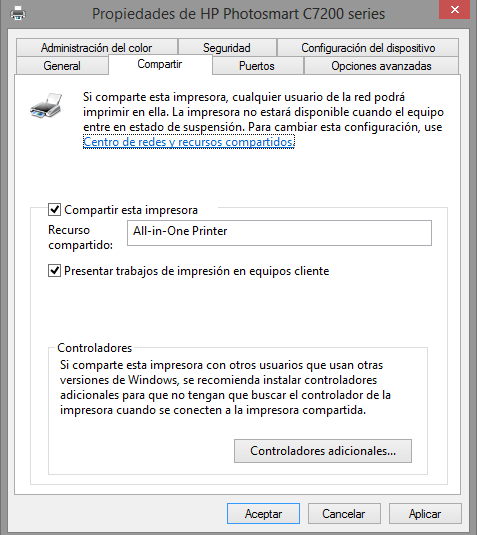 Propiedades de HP Photosmart C7200 series
Administración del color
Seguridad
Configuración del dispositivo
General
Compartir
Puertos
Opciones avanzadas
Si comparte esta impresora, cualquier usuario de la red podrá
imprimir en ella. La impresora no estará disponible cuando el equipo
entre en estado de suspensión. Para cambiar esta configuración, use
Centro de redes y recursos compartidos.
Compartir esta impresora
Recurso
compartido:
All-in-One Printer
Presentar trabajos de impresión en equipos cliente
Controladores
Si comparte esta impresora con otros usuarios que usan otras
versiones de Windows, se recomienda instalar controladores
adicionales para que no tengan que buscar el controlador de la
impresora cuando se conecten a la impresora compartida.
Controladores adicionales...
Aceptar
Cancelar
Aplicar